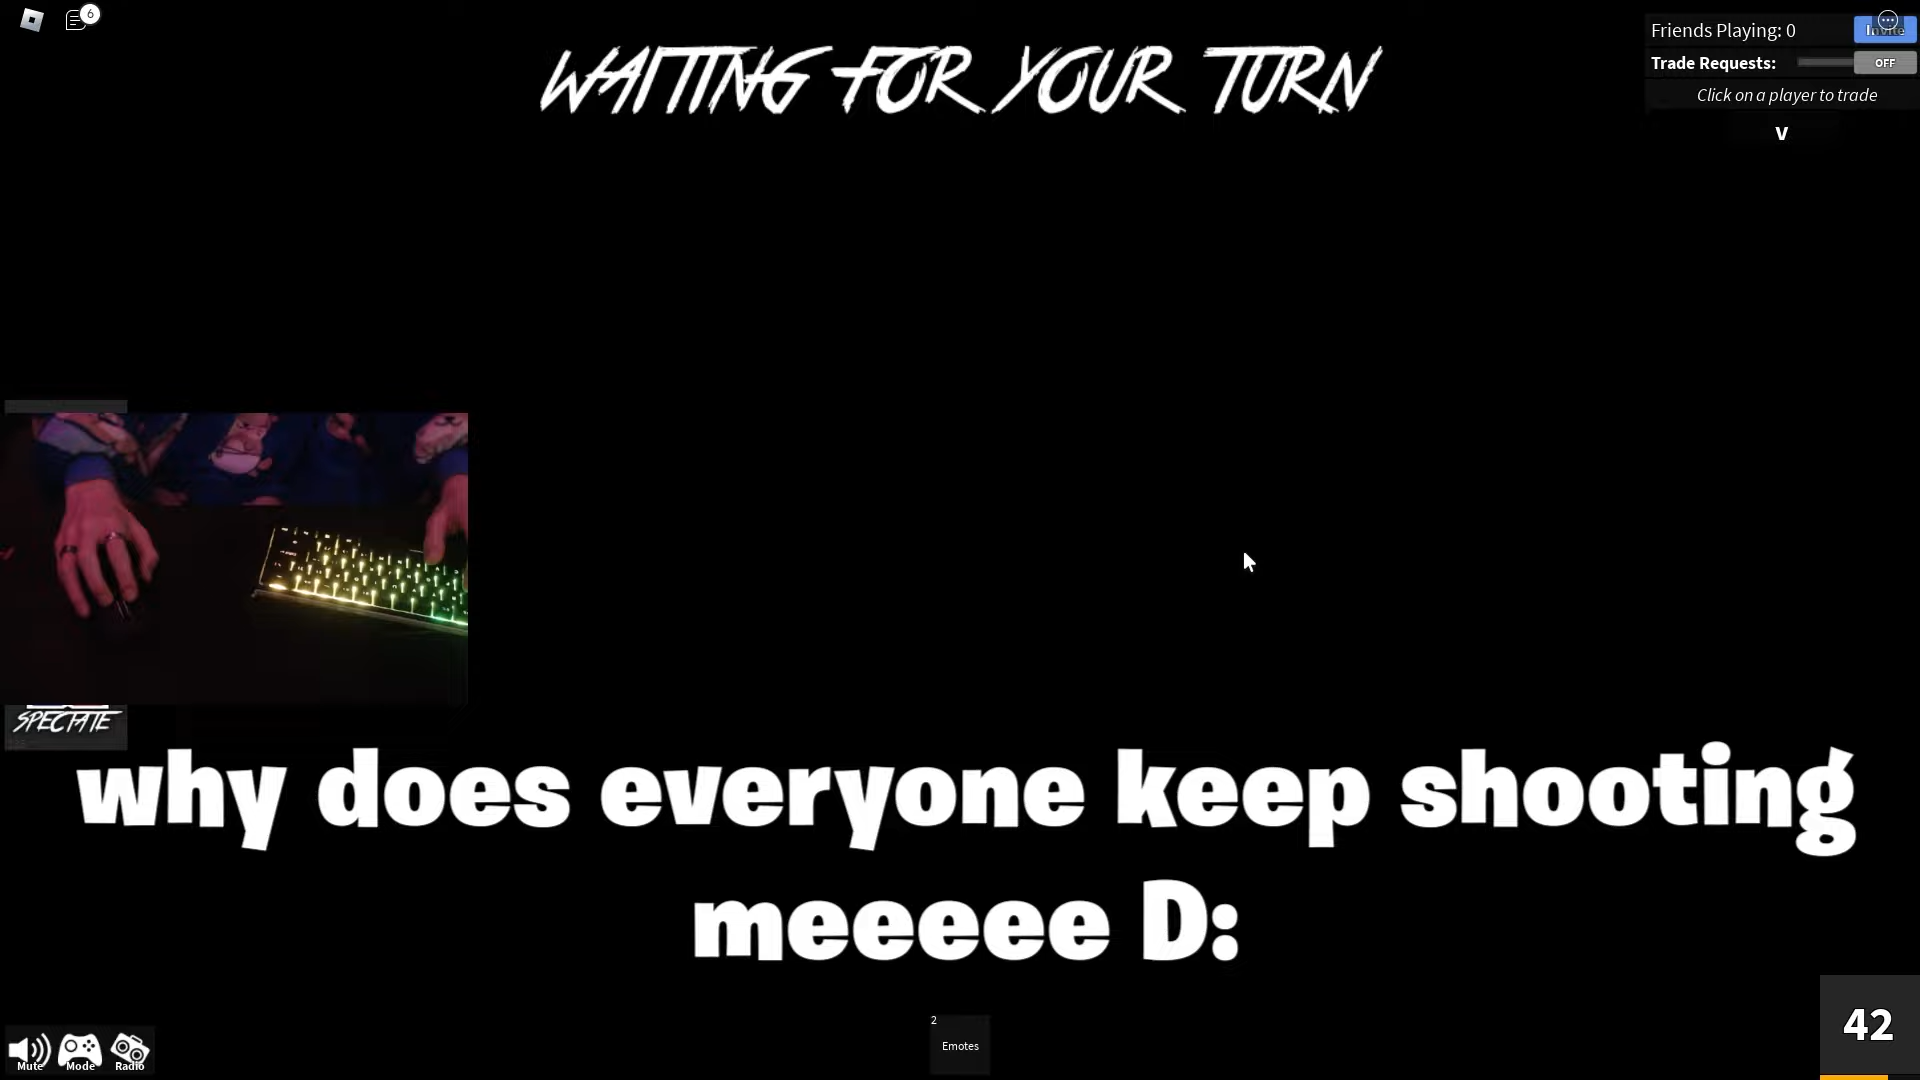 6
WAITING FOR YOUR TURN
Friends Playing: 0
Invite
Trade Requests:
OFF
Click on a player to trade
v
SPECTATE
why does everyone keep shooting
meeeee D:
Mute
Mode
Radio
2
Emotes
42